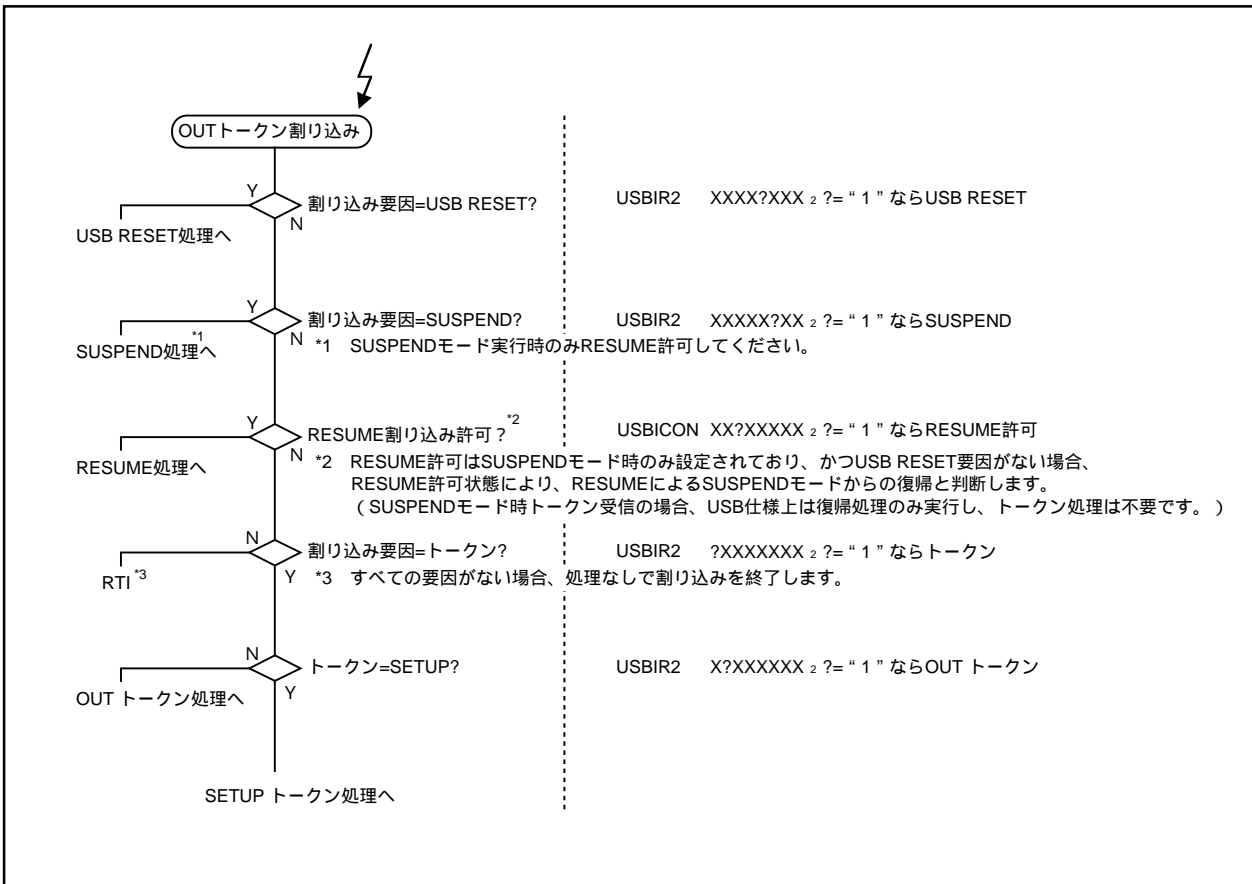 OUTトークン割り込み
Y 割り込み要因=USB RESET? USBIR2 XXXX?XXX 2 ?= “ 1 ” ならUSB RESET
N
USB RESET処理へ
Y 割り込み要因=SUSPEND? USBIR2 XXXXX?XX 2 ?= “ 1 ” ならSUSPEND
N *1 SUSPENDモード実行時のみRESUME許可してください。
SUSPEND処理へ*1
Y RESUME割り込み許可？*2 USBICON XX?XXXXX 2 ?= “ 1 ” ならRESUME許可
N *2 RESUME許可はSUSPENDモード時のみ設定されており、かつUSB RESET要因がない場合、
RESUME処理へ
RESUME許可状態により、RESUMEによるSUSPENDモードからの復帰と判断します。
（SUSPENDモード時トークン受信の場合、USB仕様上は復帰処理のみ実行し、トークン処理は不要です。）
N 割り込み要因=トークン? USBIR2 ?XXXXXXX 2 ?= “ 1 ” ならトークン
Y *3 すべての要因がない場合、処理なしで割り込みを終了します。
RTI*3
N トークン=SETUP? USBIR2 X?XXXXXX 2 ?= “ 1 ” ならOUT トークン
Y
OUT トークン処理へ
SETUP トークン処理へ